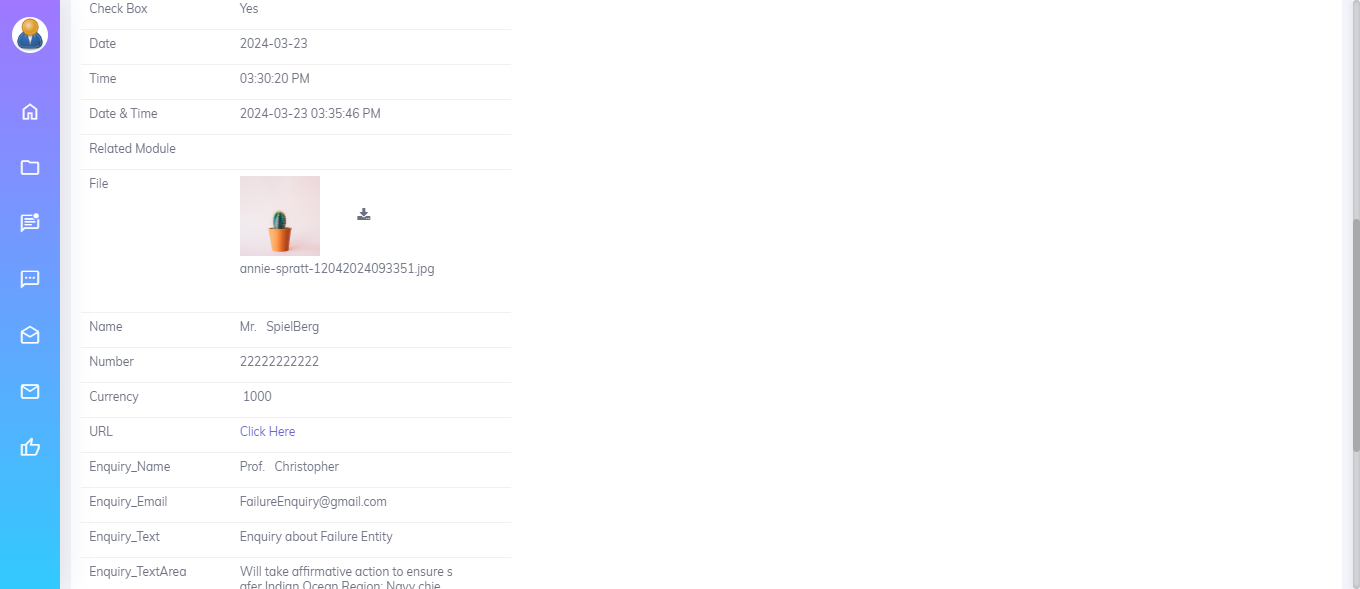 Check Box Yes
Date 2024-03-23
Time 03:30:20 PM
Date & Time 2024-03-23 03:35:46 PM
Related Module
File
annie-spratt-12042024093351.jpg
Name Mr. SpielBerg
Number 22222222222
Currency 1000
URL Click Here
Enquiry_Name Prof. Christopher
Enquiry_Email FailureEnquiry@gmail.com
Enquiry_Text Enquiry about Failure Entity
Enquiry_TextArea Will take affirmative action to ensure s
afer Indian Ocean Region: Navy chie